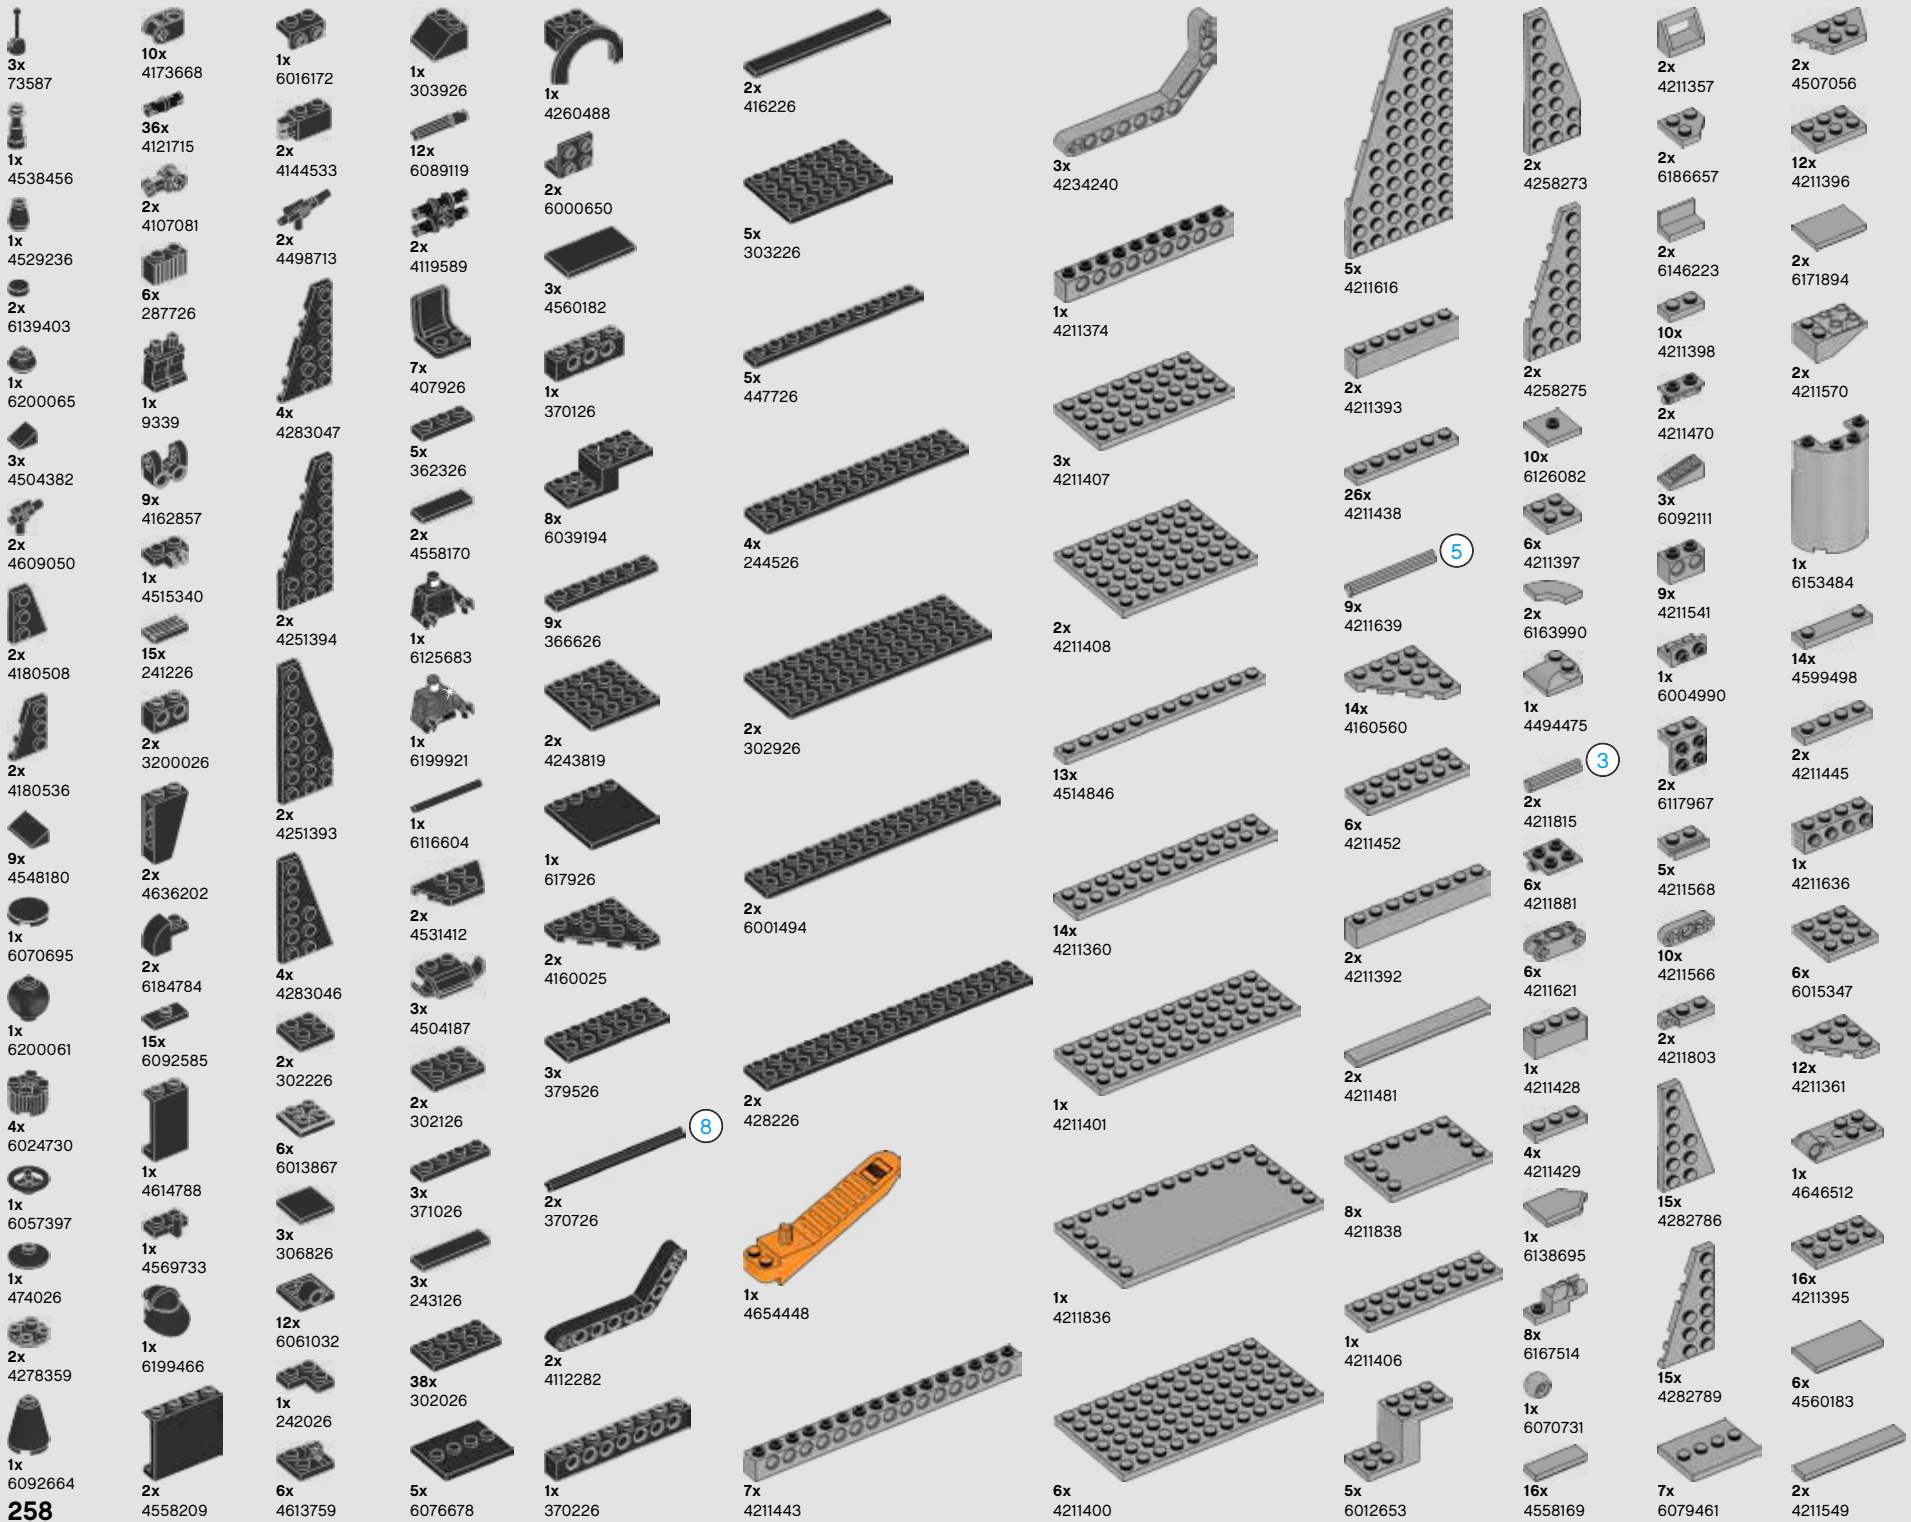 3x
73587
1x
4538456
1x
4529236
2x
6139403
1x
6200065
3x
4504382
2x
4609050
2x
4180508
2x
4180536
9x
4548180
1x
6070695
1x
6200061
4x
6024730
1x
6057397
1x
474026
2x
4278359
1x
6092664
258
10x
4173668
36x
4121715
2x
4107081
6x
287726
1x
9339
9x
4162857
1x
4515340
15x
241226
2x
3200026
2x
4636202
2x
6184784
15x
6092585
1x
4614788
1x
4569733
1x
6199466
2x
4558209
1x
6016172
2x
4144533
2x
4498713
4x
4283047
2x
4251394
2x
4251393
4x
4283046
2x
302226
6x
6013867
3x
306826
12x
6061032
1x
242026
6x
4613759
1x
303926
12x
6089119
2x
4119589
7x
407926
5x
362326
2x
4558170
1x
6125683
1x
6199921
1x
6116604
2x
4531412
3x
4504187
2x
302126
3x
371026
3x
243126
38x
302026
5x
6076678
1x
4260488
2x
6000650
3x
4560182
1x
370126
8x
6039194
9x
366626
2x
4243819
1x
617926
2x
4160025
3x
379526
8
2x
370726
2x
4112282
1x
370226
2x
416226
5x
303226
5x
447726
4x
244526
2x
302926
2x
6001494
2x
428226
1x
4654448
7x
4211443
3x
4234240
1x
4211374
3x
4211407
2x
4211408
13x
4514846
14x
4211360
1x
4211401
1x
4211836
6x
4211400
5x
4211616
2x
4211393
26x
4211438
5
9x
4211639
14x
4160560
6x
4211452
2x
4211392
2x
4211481
8x
4211838
1x
4211406
5x
6012653
2x
4258273
2x
4258275
10x
6126082
6x
4211397
2x
6163990
1x
4494475
3
2x
4211815
6x
4211881
6x
4211621
1x
4211428
4x
4211429
1x
6138695
8x
6167514
1x
6070731
16x
4558169
2x
4211357
2x
6186657
2x
6146223
10x
4211398
2x
4211470
3x
6092111
9x
4211541
1x
6004990
2x
6117967
5x
4211568
10x
4211566
2x
4211803
15x
4282786
15x
4282789
7x
6079461
2x
4507056
12x
4211396
2x
6171894
2x
4211570
1x
6153484
14x
4599498
2x
4211445
1x
4211636
6x
6015347
12x
4211361
1x
4646512
16x
4211395
6x
4560183
2x
4211549